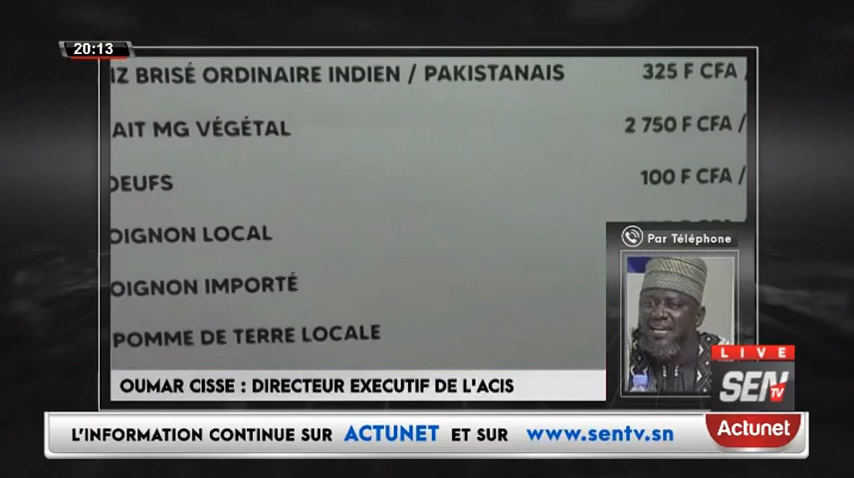 20:13
IZ BRISÉ ORDINAIRE INDIEN / PAKISTANAIS 325 F CFA /
AIT MG VÉGÉTAL 2 750 F CFA /
OEUFS 100 F CFA /
OIGNON LOCAL
OIGNON IMPORTÉ
POMME DE TERRE LOCALE
Par Téléphone
OUMAR CISSE : DIRECTEUR EXECUTIF DE L'ACIS
LIVE
SEN TV
L'INFORMATION CONTINUE SUR ACTUNET ET SUR www.sentv.sn
Actunet